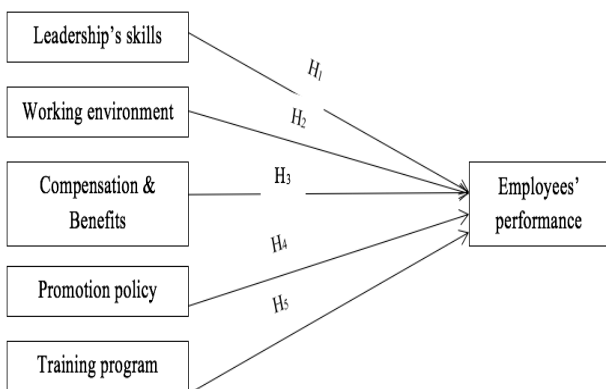 Leadership's skills
H1
Working environment
H2
Compensation &
Benefits
H3
Employees'
performance
Promotion policy
H4
Training program
H5